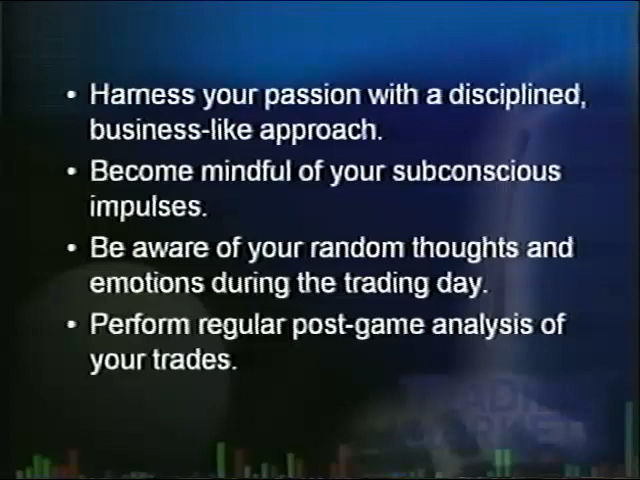 • Harness your passion with a disciplined,
business-like approach.
• Become mindful of your subconscious
impulses.
• Be aware of your random thoughts and
emotions during the trading day.
• Perform regular post-game analysis of
your trades.